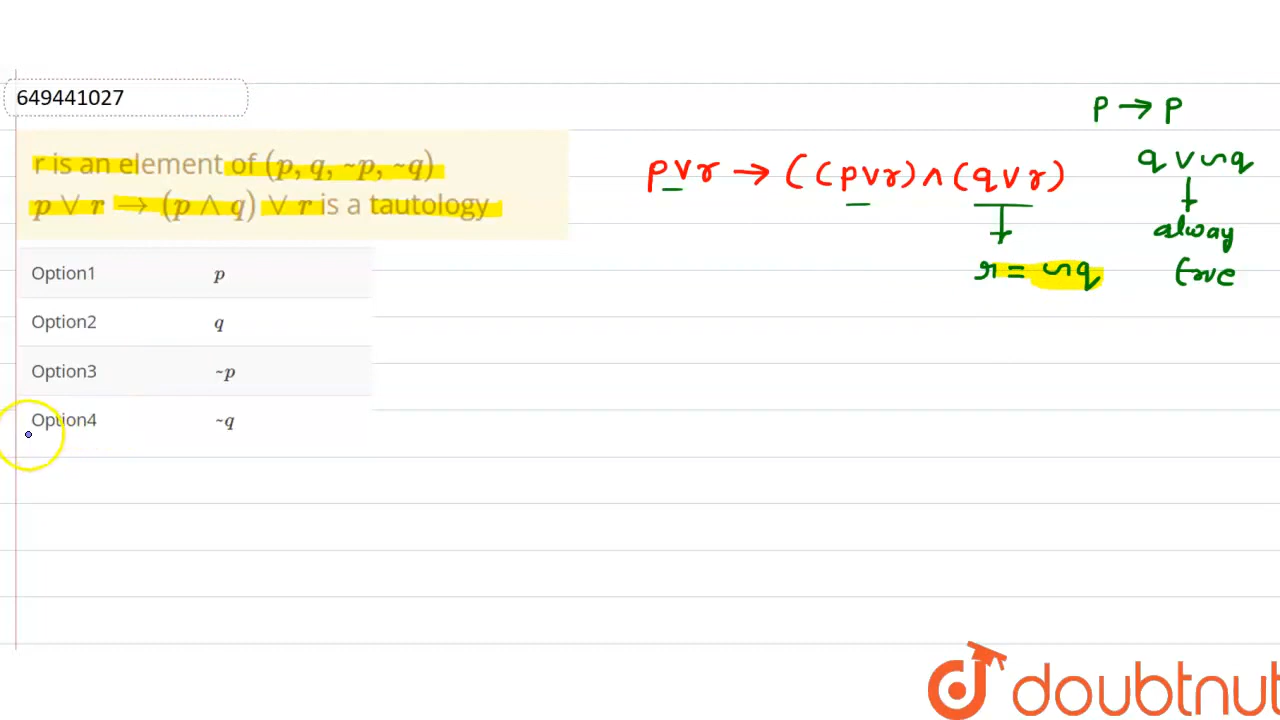 649441027
r is an element of (p, q, ~p, ~q)
p ∨ r → (p ∧ q) ∨ r is a tautology
Option1 p
Option2 q
Option3 ~p
Option4 ~q
p∨r → ((p∨r)∧(q∨r)
r = ~q
P → P
q ∨ ~q
alway
true
doubtnut